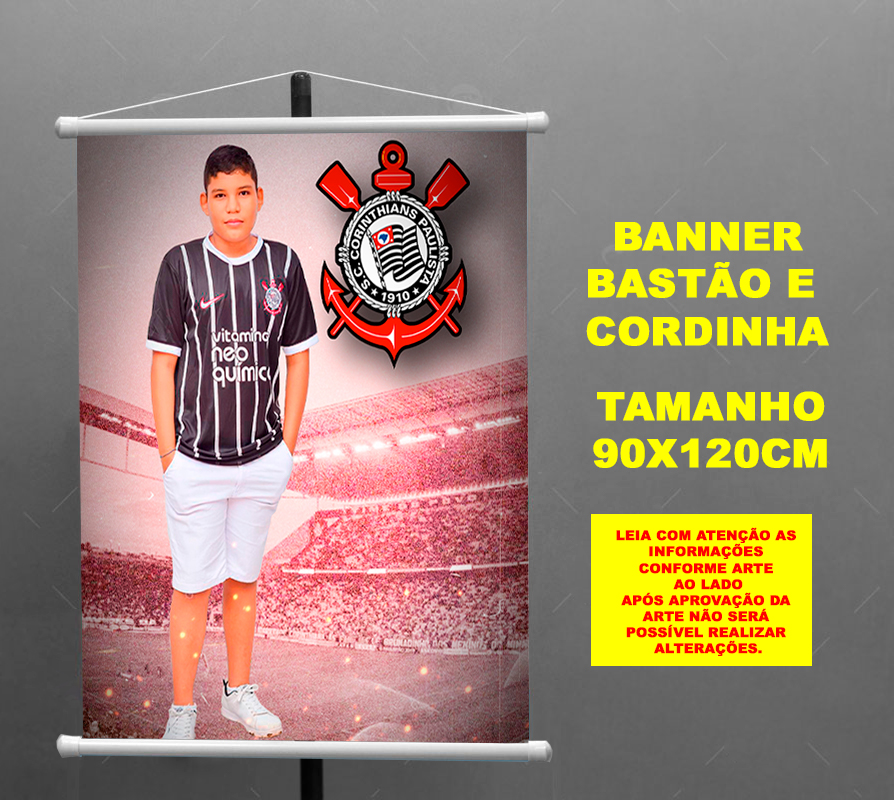 S.C. CORINTHIANS PAULISTA
★ 1910 ★
vitamina
neo
química
BANNER
BASTÃO E
CORDINHA
TAMANHO
90X120CM
LEIA COM ATENÇÃO AS
INFORMAÇÕES
CONFORME ARTE
AO LADO
APÓS APROVAÇÃO DA
ARTE NÃO SERÁ
POSSÍVEL REALIZAR
ALTERAÇÕES.